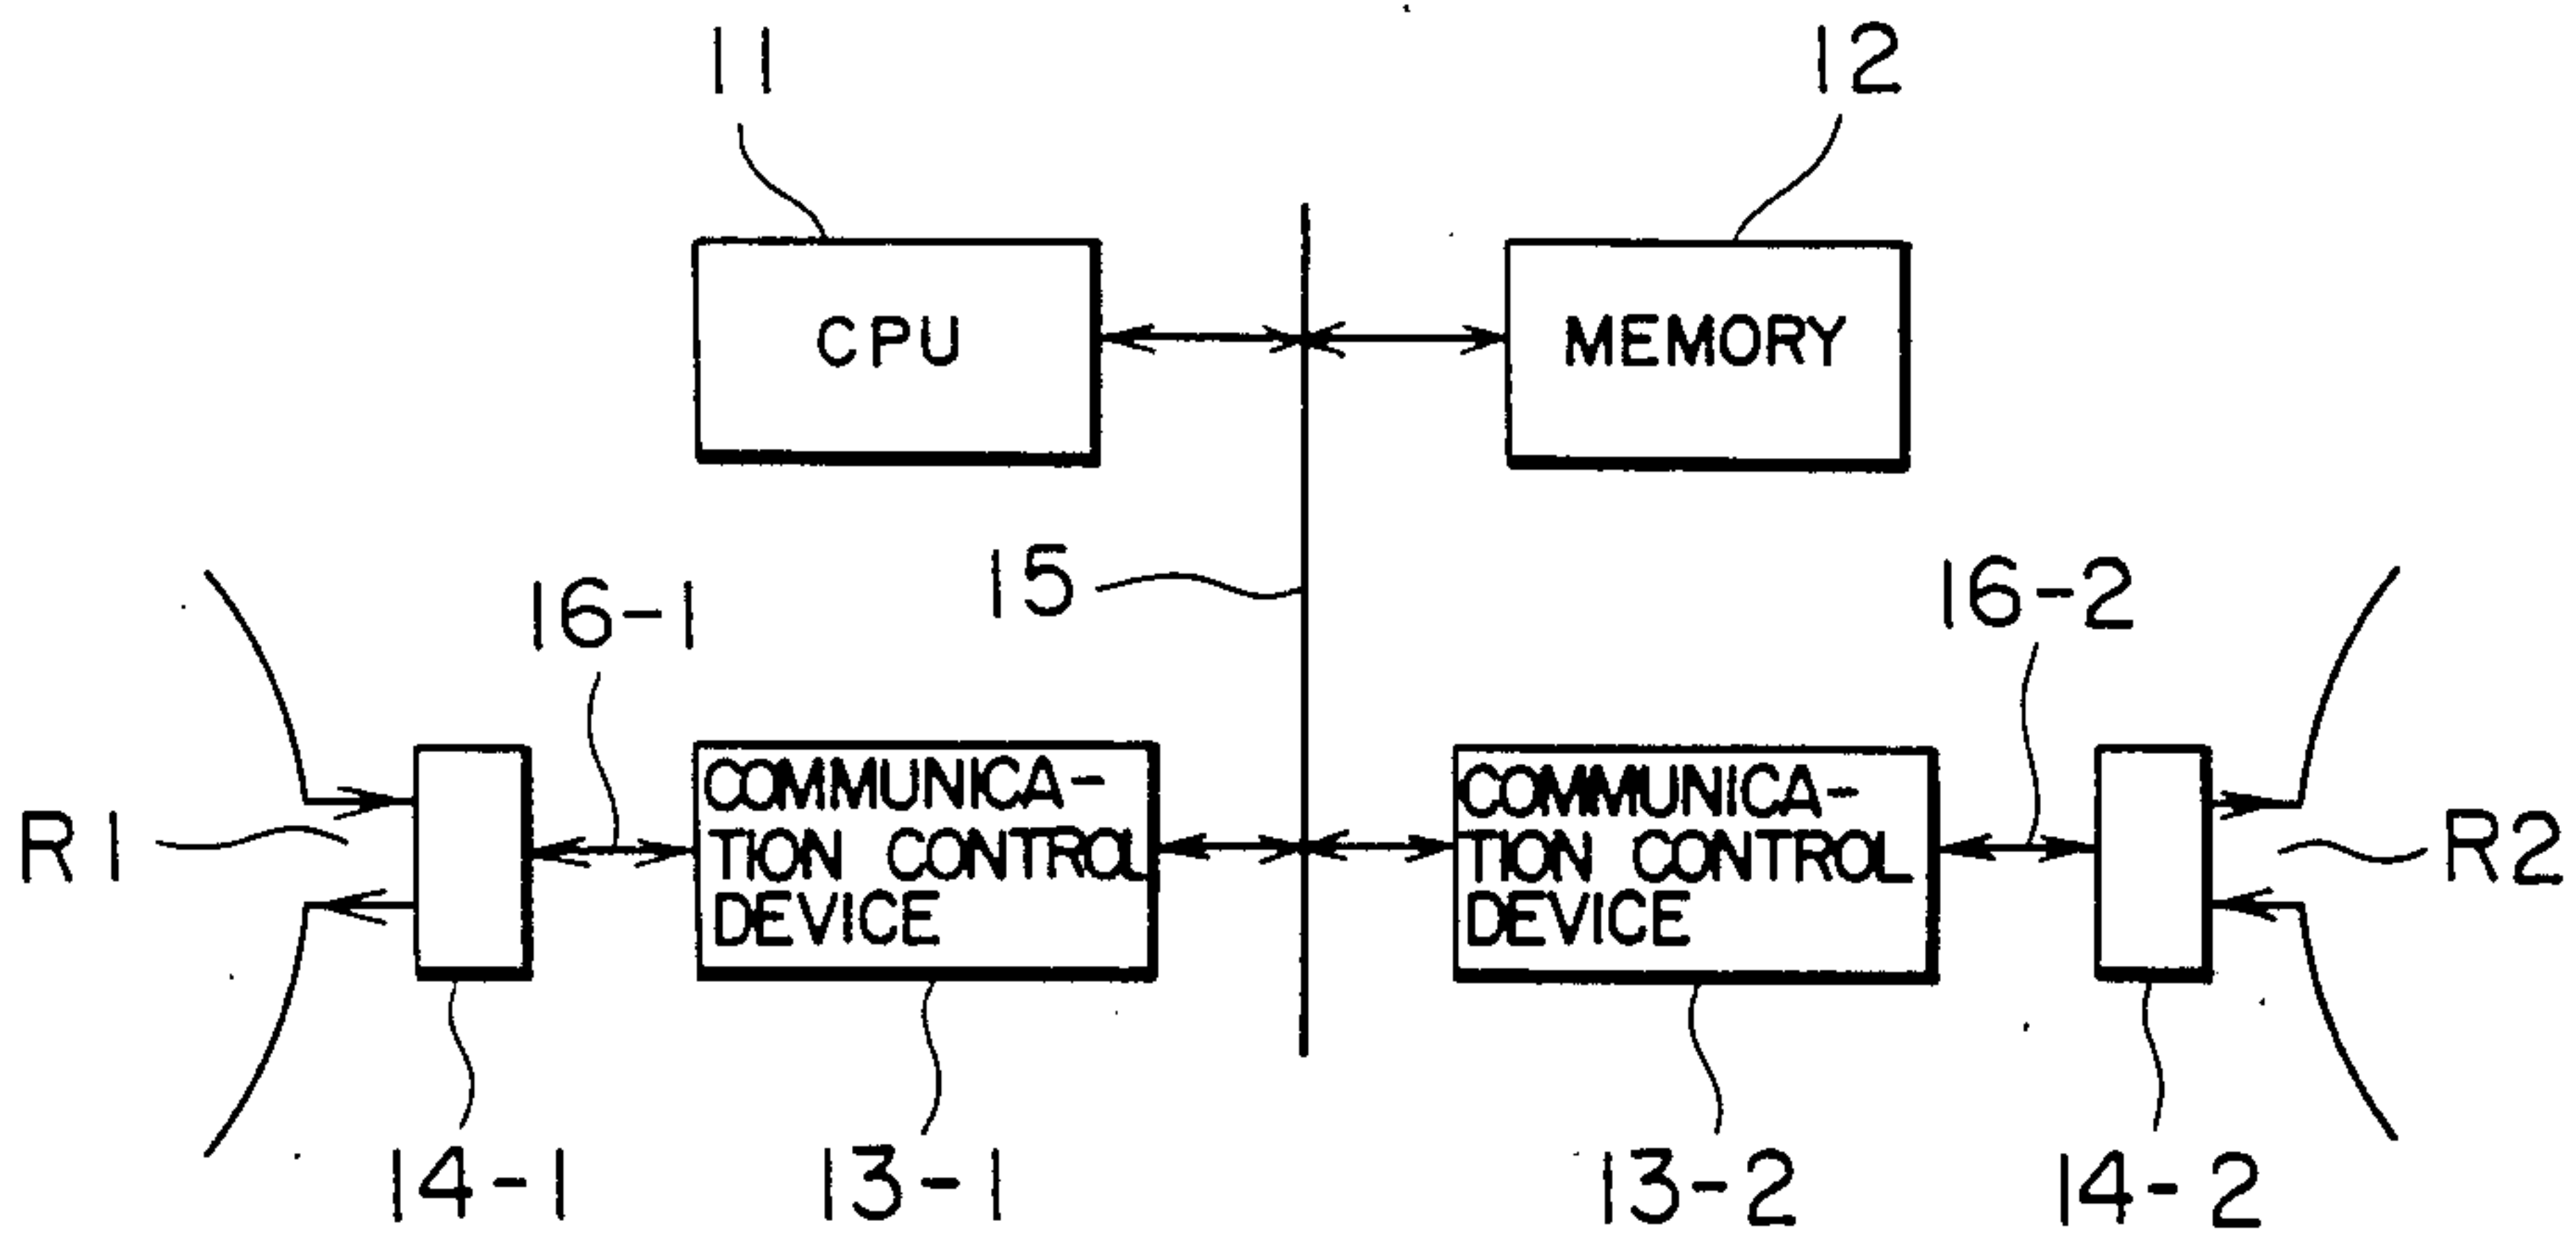 11
12
CPU
MEMORY
15
16-1
16-2
R1
COMMUNICA-
TION CONTROL
DEVICE
COMMUNICA-
TION CONTROL
DEVICE
R2
14-1
13-1
13-2
14-2